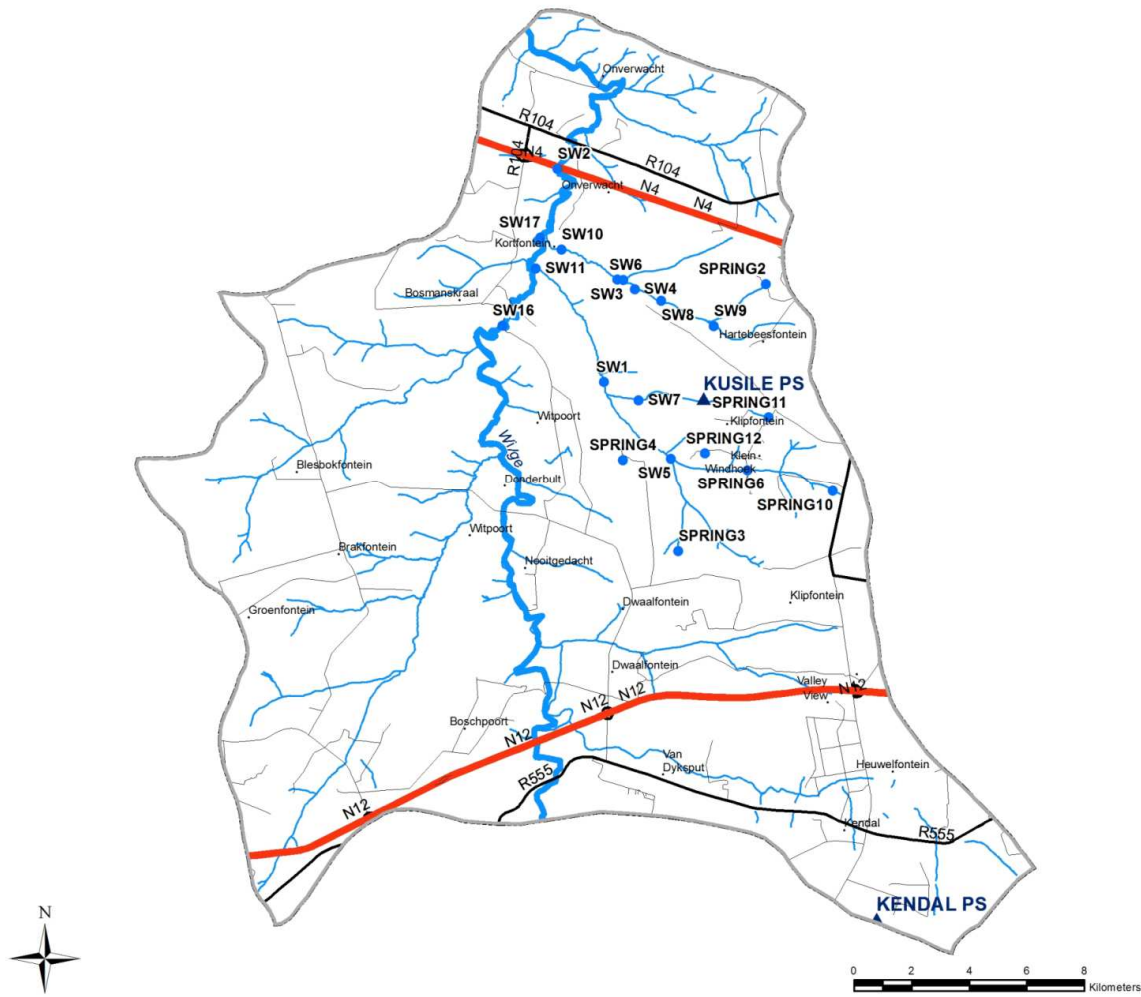 Onverwacht
R104
R104
N4
R104
SW2
Onverwacht
N4
N4
SW17
SW10
Kortfontein
SW11
SW6
SPRING2
Bosmanskraal
SW3
SW4
SW8
SW16
SW9
Hartebeesfontein
SW1
KUSILE PS
SW7
SPRING11
Witpoort
Klipfontein
Wilge
SPRING4
SPRING12
Klein
Windhoek
SW5
SPRING6
Blesbokfontein
Donderbult
SPRING10
Witpoort
SPRING3
Brakfontein
Nooitgedacht
Klipfontein
Groenfontein
Dwaalfontein
Dwaalfontein
Valley
View
N12
N12
N12
Boschpoort
N12
Van
Dyksput
Heuwelfontein
R555
N12
Kendal
R555
KENDAL PS
N
0 2 4 6 8
Kilometers